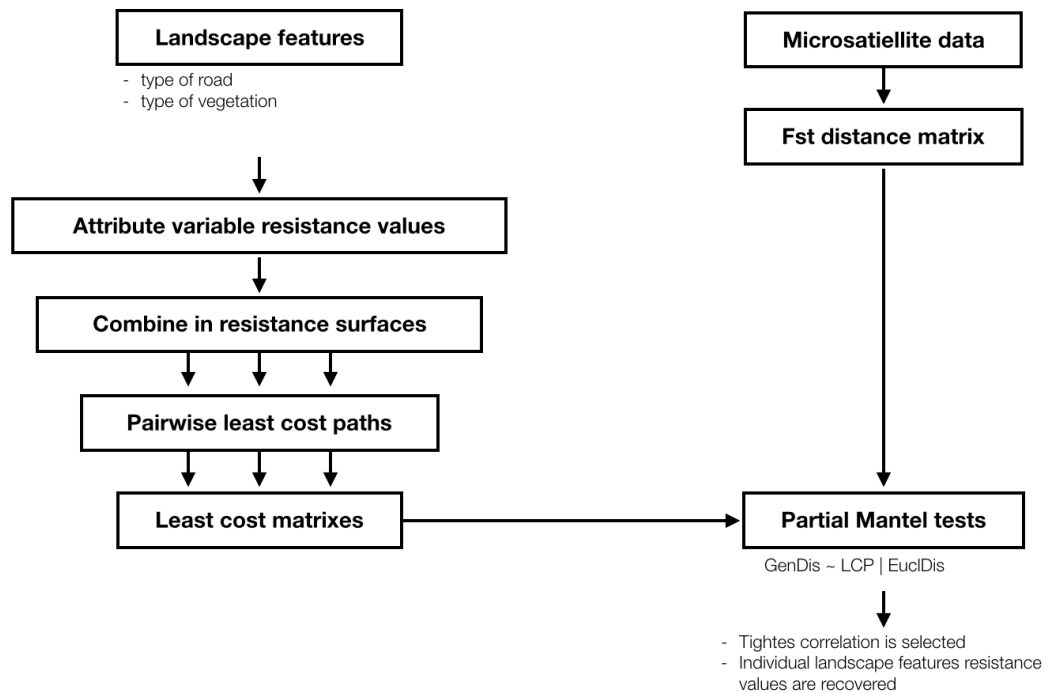 Landscape features
- type of road
- type of vegetation
Attribute variable resistance values
Combine in resistance surfaces
Pairwise least cost paths
Least cost matrixes
Microsatiellite data
Fst distance matrix
Partial Mantel tests
GenDis ~ LCP | EuclDis
- Tightes correlation is selected
- Individual landscape features resistance
values are recovered